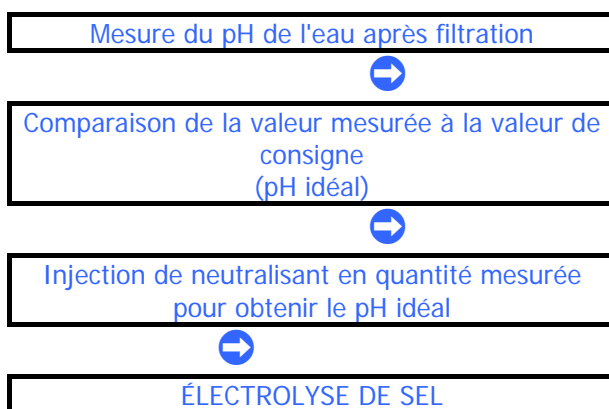 Mesure du pH de l'eau après filtration
Comparaison de la valeur mesurée à la valeur de
consigne
(pH idéal)
Injection de neutralisant en quantité mesurée
pour obtenir le pH idéal
ÉLECTROLYSE DE SEL